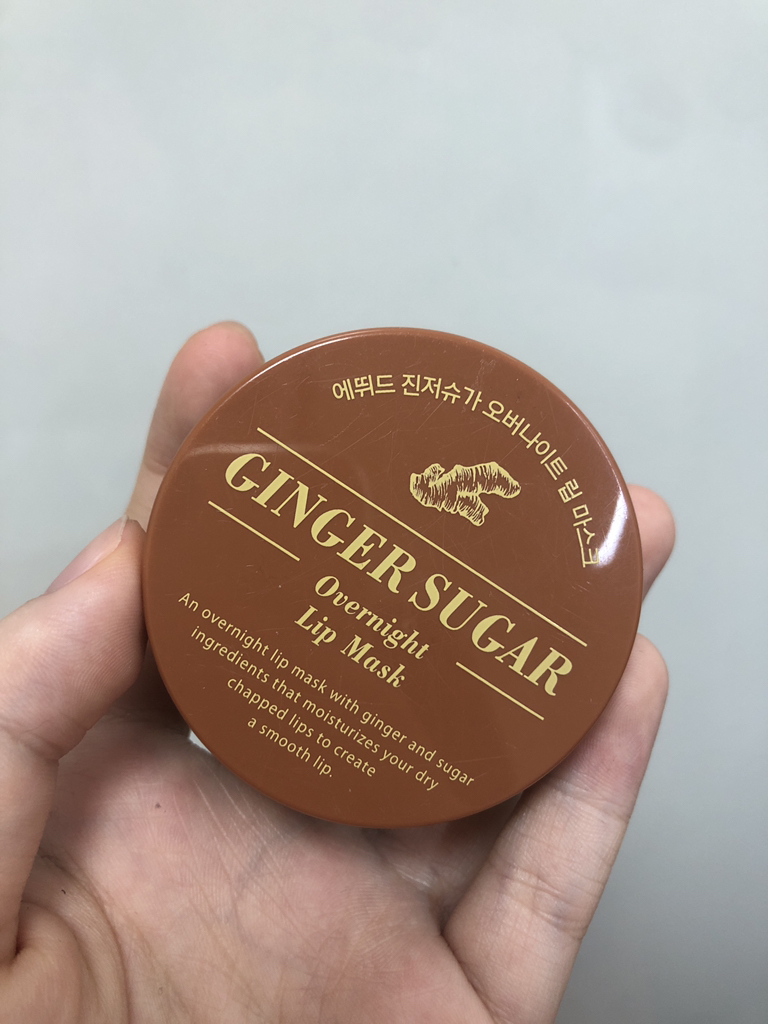 에뛰드 진저슈가 오버나이트 립 마스크
GINGER SUGAR
Overnight
Lip Mask
An overnight lip mask with ginger and sugar
ingredients that moisturizes your dry
chapped lips to create
a smooth lip.